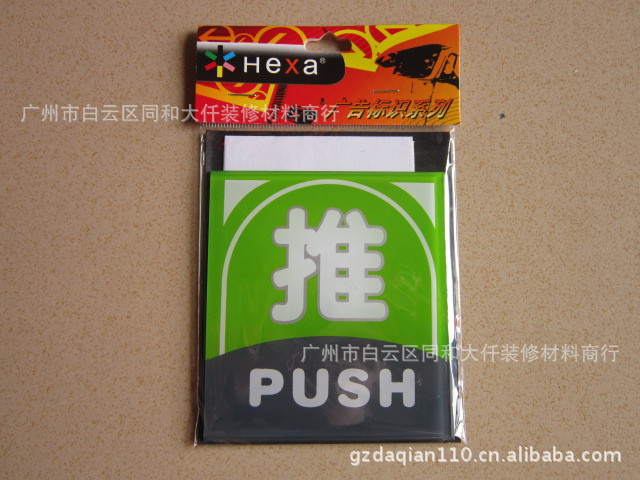 Hexa®
广告标识系列
广州市白云区同和大仟装修材料商行
推
广州市白云区同和大仟装修材料商行
PUSH
gzdaqian110.cn.alibaba.com